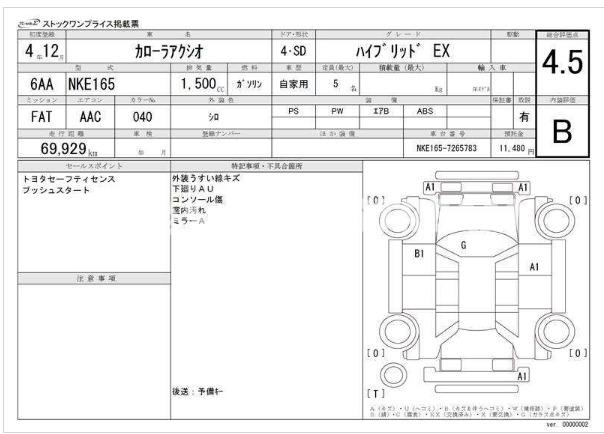 ストックワンプライス掲載票
初度登録 車 名 ドア・形状 グ レ ー ド 駆動 総合評価点
4年12月 カローラアクシオ 4・SD ハイブリッド EX 4.5
型 式 排 気 量 燃 料 車 歴 定員(最大) 積載量(最大) 輸 入 車
6AA NKE165 1,500CC ガソリン 自家用 5 名 Kg
ミッション エアコン カラーNo. 外 装 色 装 備 保証書 取説 内装評価
FAT AAC 040 シロ PS PW エアB ABS 有 B
走 行 距 離 車 検 登録ナンバー ほ か 装 備 車 台 番 号 預託金
69,929km 年 月 NKE165-7265783 11,480円
セールスポイント 特記事項・不具合箇所
トヨタセーフティセンス
プッシュスタート
注 意 事 項
外装うすい線キズ
下廻りAU
コンソール傷
室内汚れ
ミラーA
後送：予備キー
A1 A1
[O] [O]
G
B1
A1
[O] [O]
A1
[T]
A(キズ)・U(ヘコミ)・B(キズを伴うヘコミ)・W(補修跡)・P(要塗装)
S(錆)・C(腐食)・XX(交換済み)・X(要交換)・G(ガラスキズ)
ver. 00000002